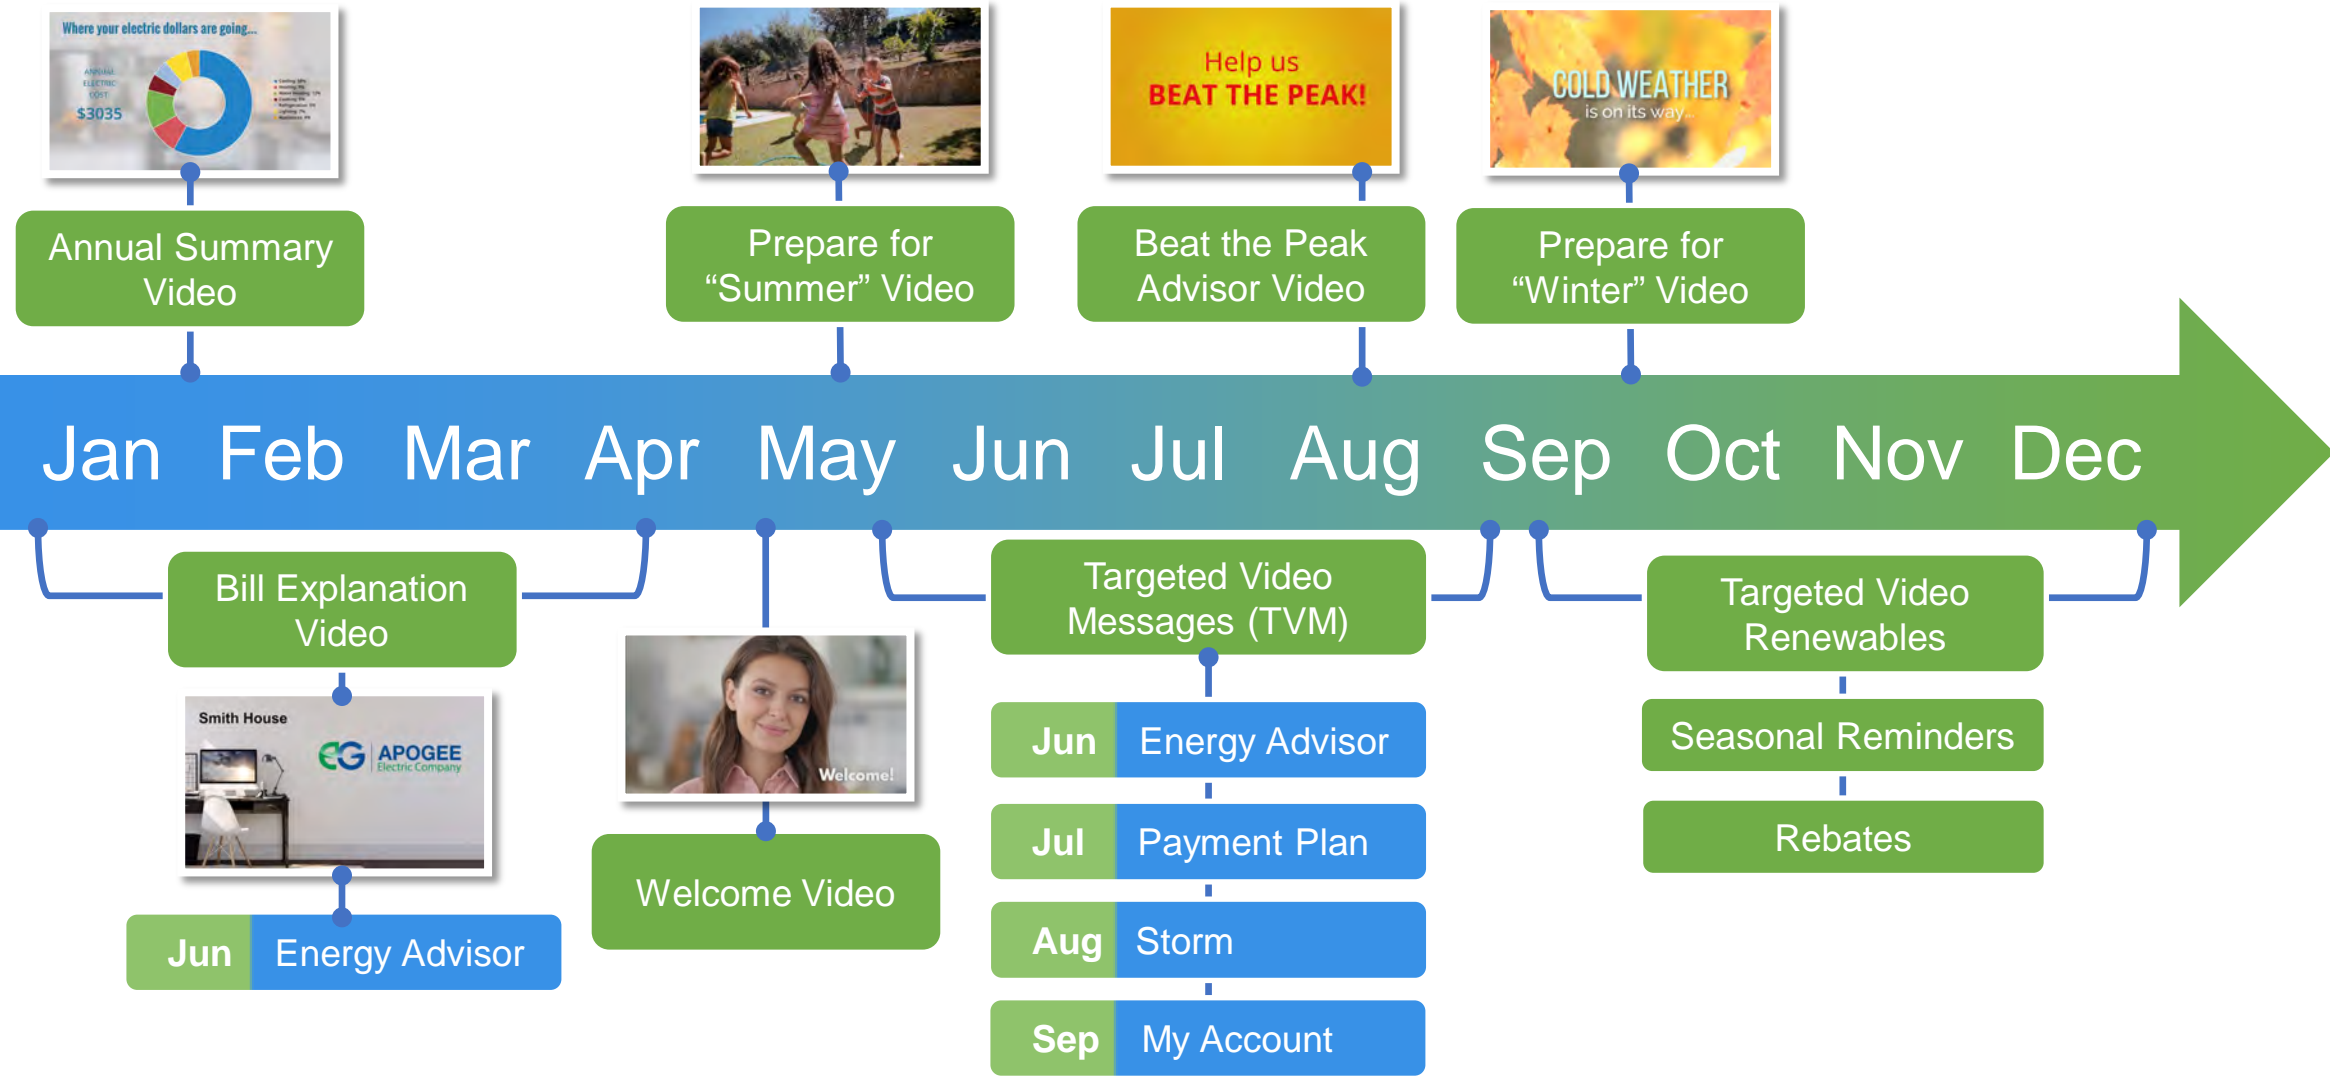 Where your electric dollars are going...
ANNUAL
ELECTRIC
COST
$3035
Help us
BEAT THE PEAK!
COLD WEATHER
is on its way...
Annual Summary
Video
Prepare for
“Summer” Video
Beat the Peak
Advisor Video
Prepare for
“Winter” Video
Jan Feb Mar Apr May Jun Jul Aug Sep Oct Nov Dec
Bill Explanation
Video
Smith House
EG APOGEE
Electric Company
Jun Energy Advisor
Welcome!
Welcome Video
Targeted Video
Messages (TVM)
Jun Energy Advisor
Jul Payment Plan
Aug Storm
Sep My Account
Targeted Video
Renewables
Seasonal Reminders
Rebates